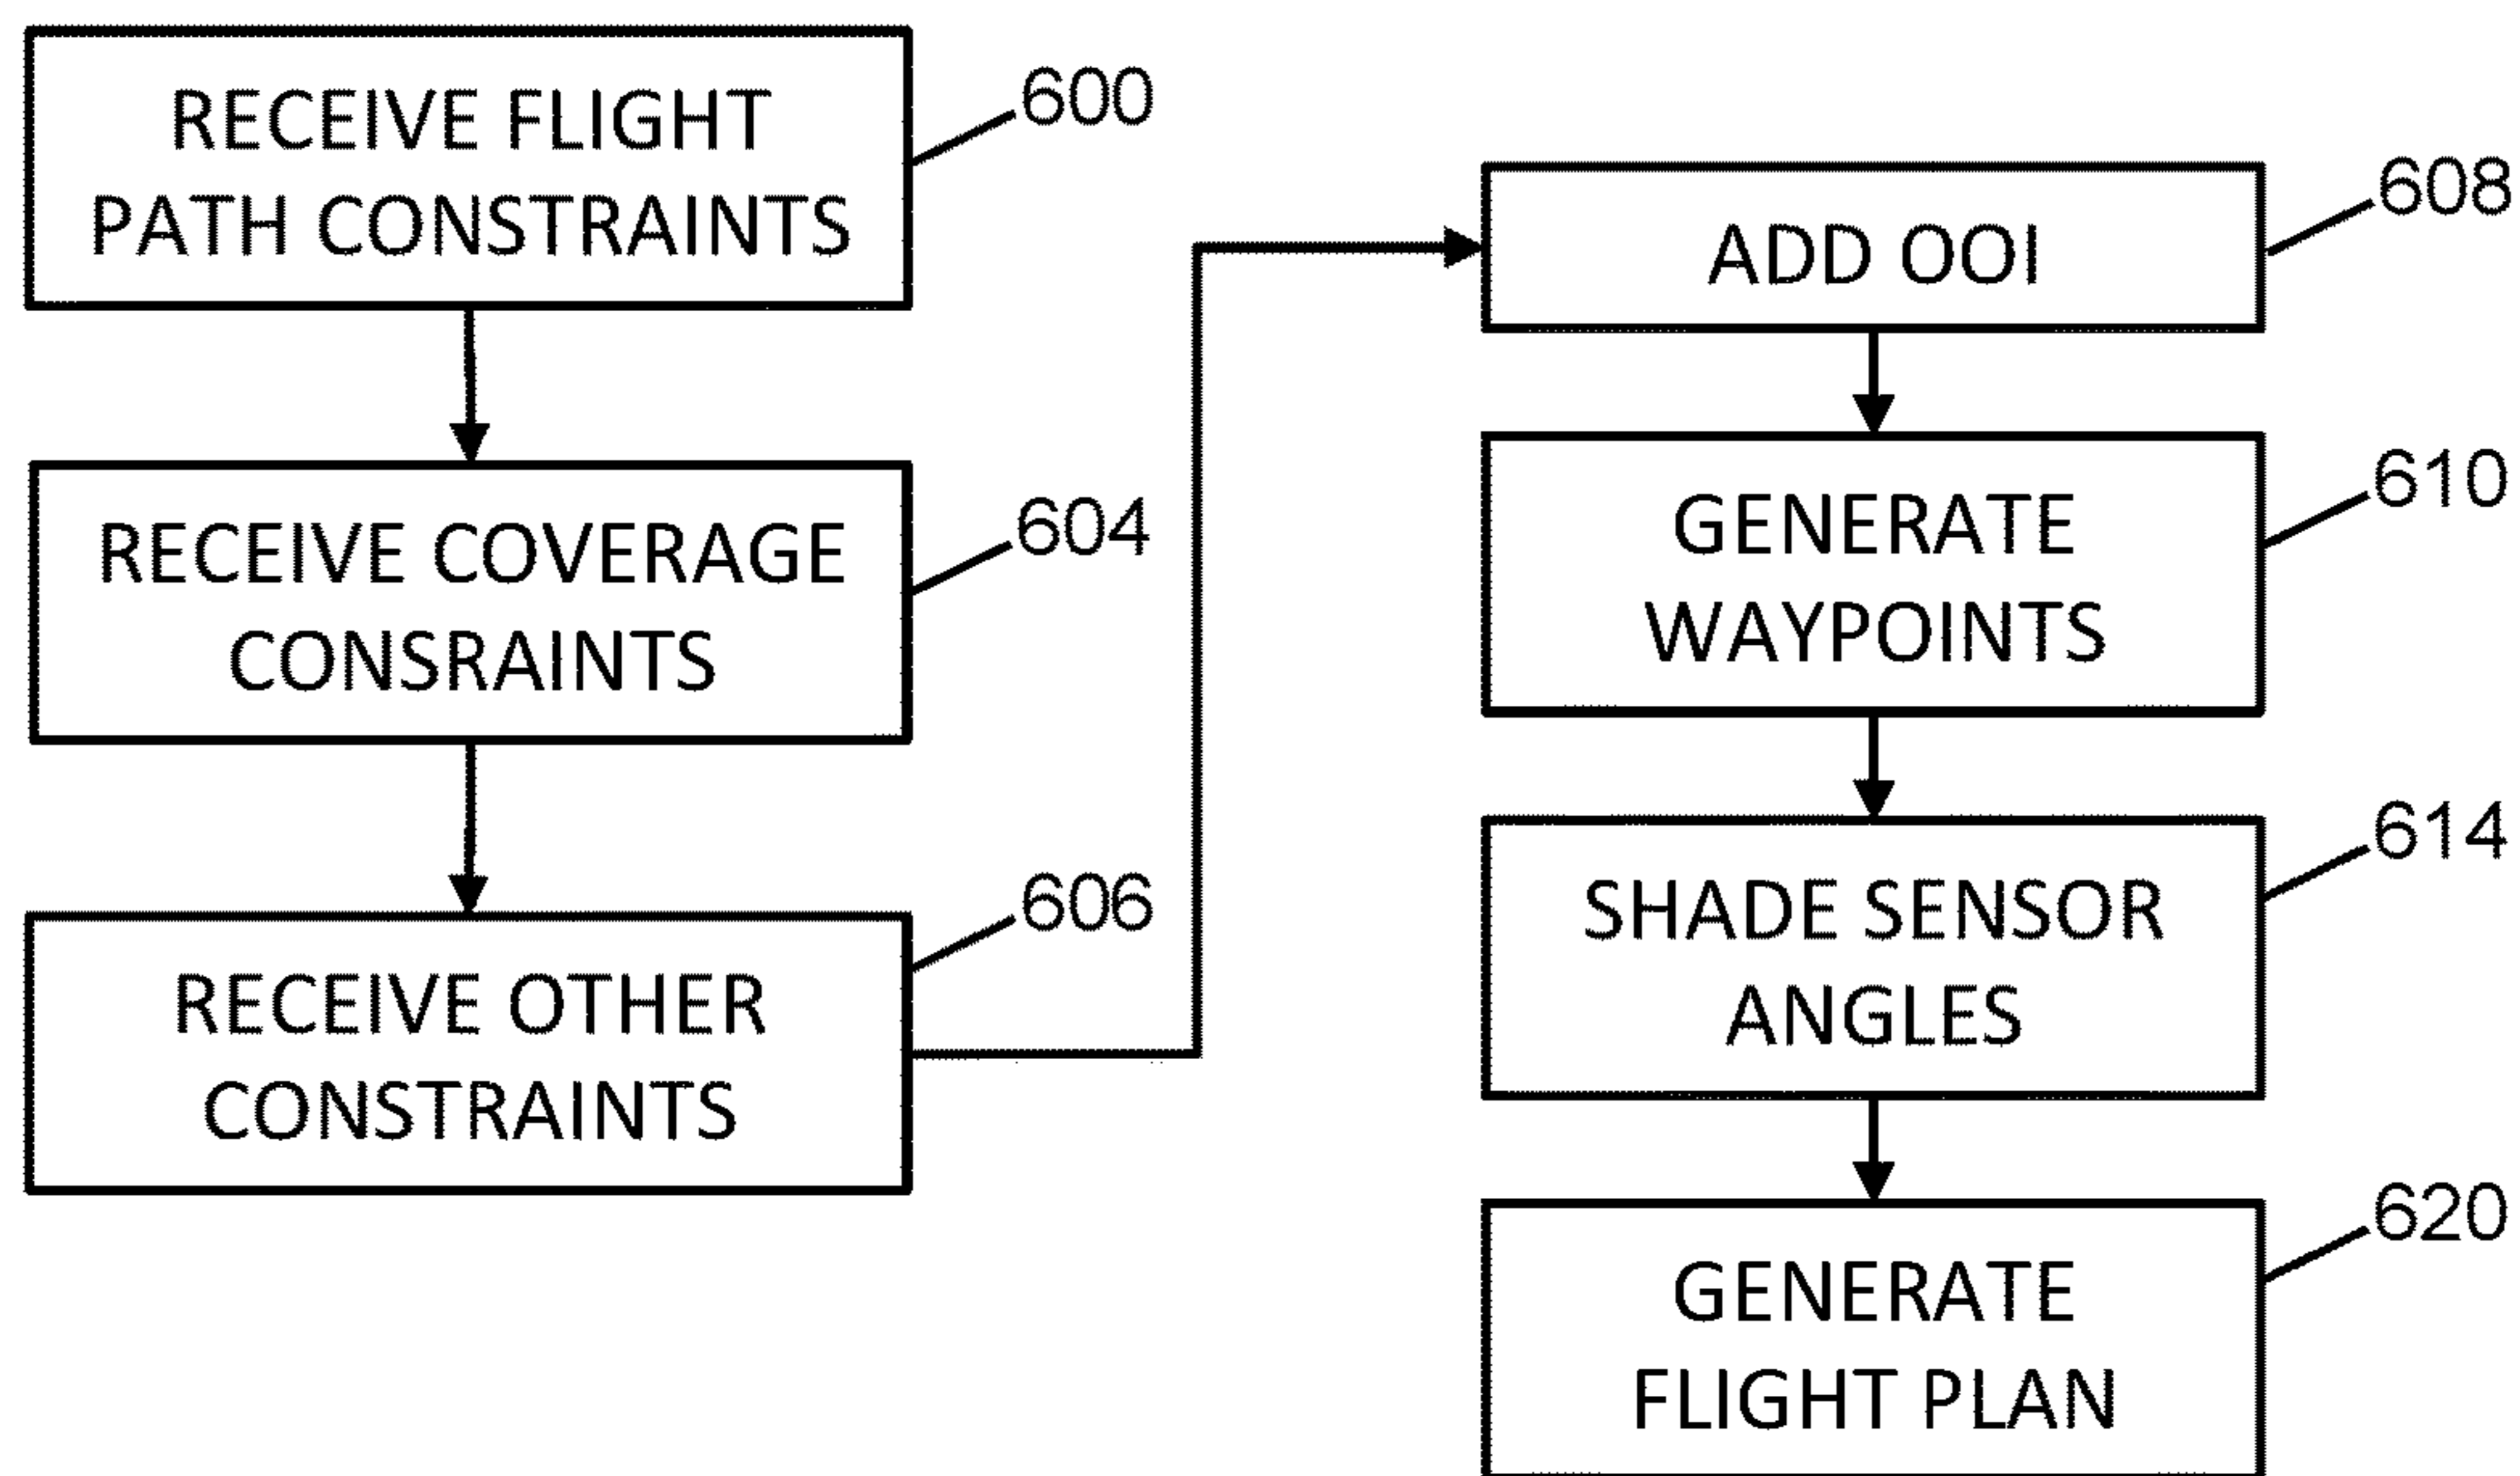 RECEIVE FLIGHT
PATH CONSTRAINTS
600
RECEIVE COVERAGE
CONSRAINTS
604
RECEIVE OTHER
CONSTRAINTS
606
ADD OOI
608
GENERATE
WAYPOINTS
610
SHADE SENSOR
ANGLES
614
GENERATE
FLIGHT PLAN
620